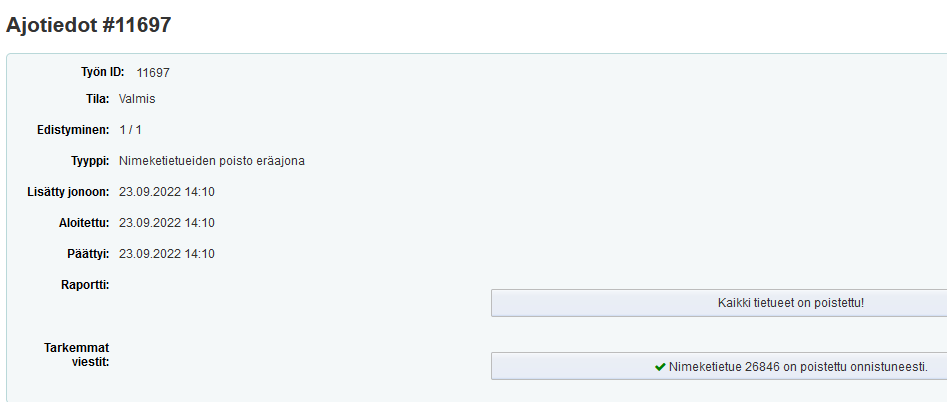 Ajotiedot #11697
Työn ID: 11697
Tila: Valmis
Edistyminen: 1 / 1
Tyyppi: Nimeketietueiden poisto eräajona
Lisätty jonoon: 23.09.2022 14:10
Aloitettu: 23.09.2022 14:10
Päättyi: 23.09.2022 14:10
Raportti:
Kaikki tietueet on poistettu!
Tarkemmat
viestit:
Nimeketietue 26846 on poistettu onnistuneesti.